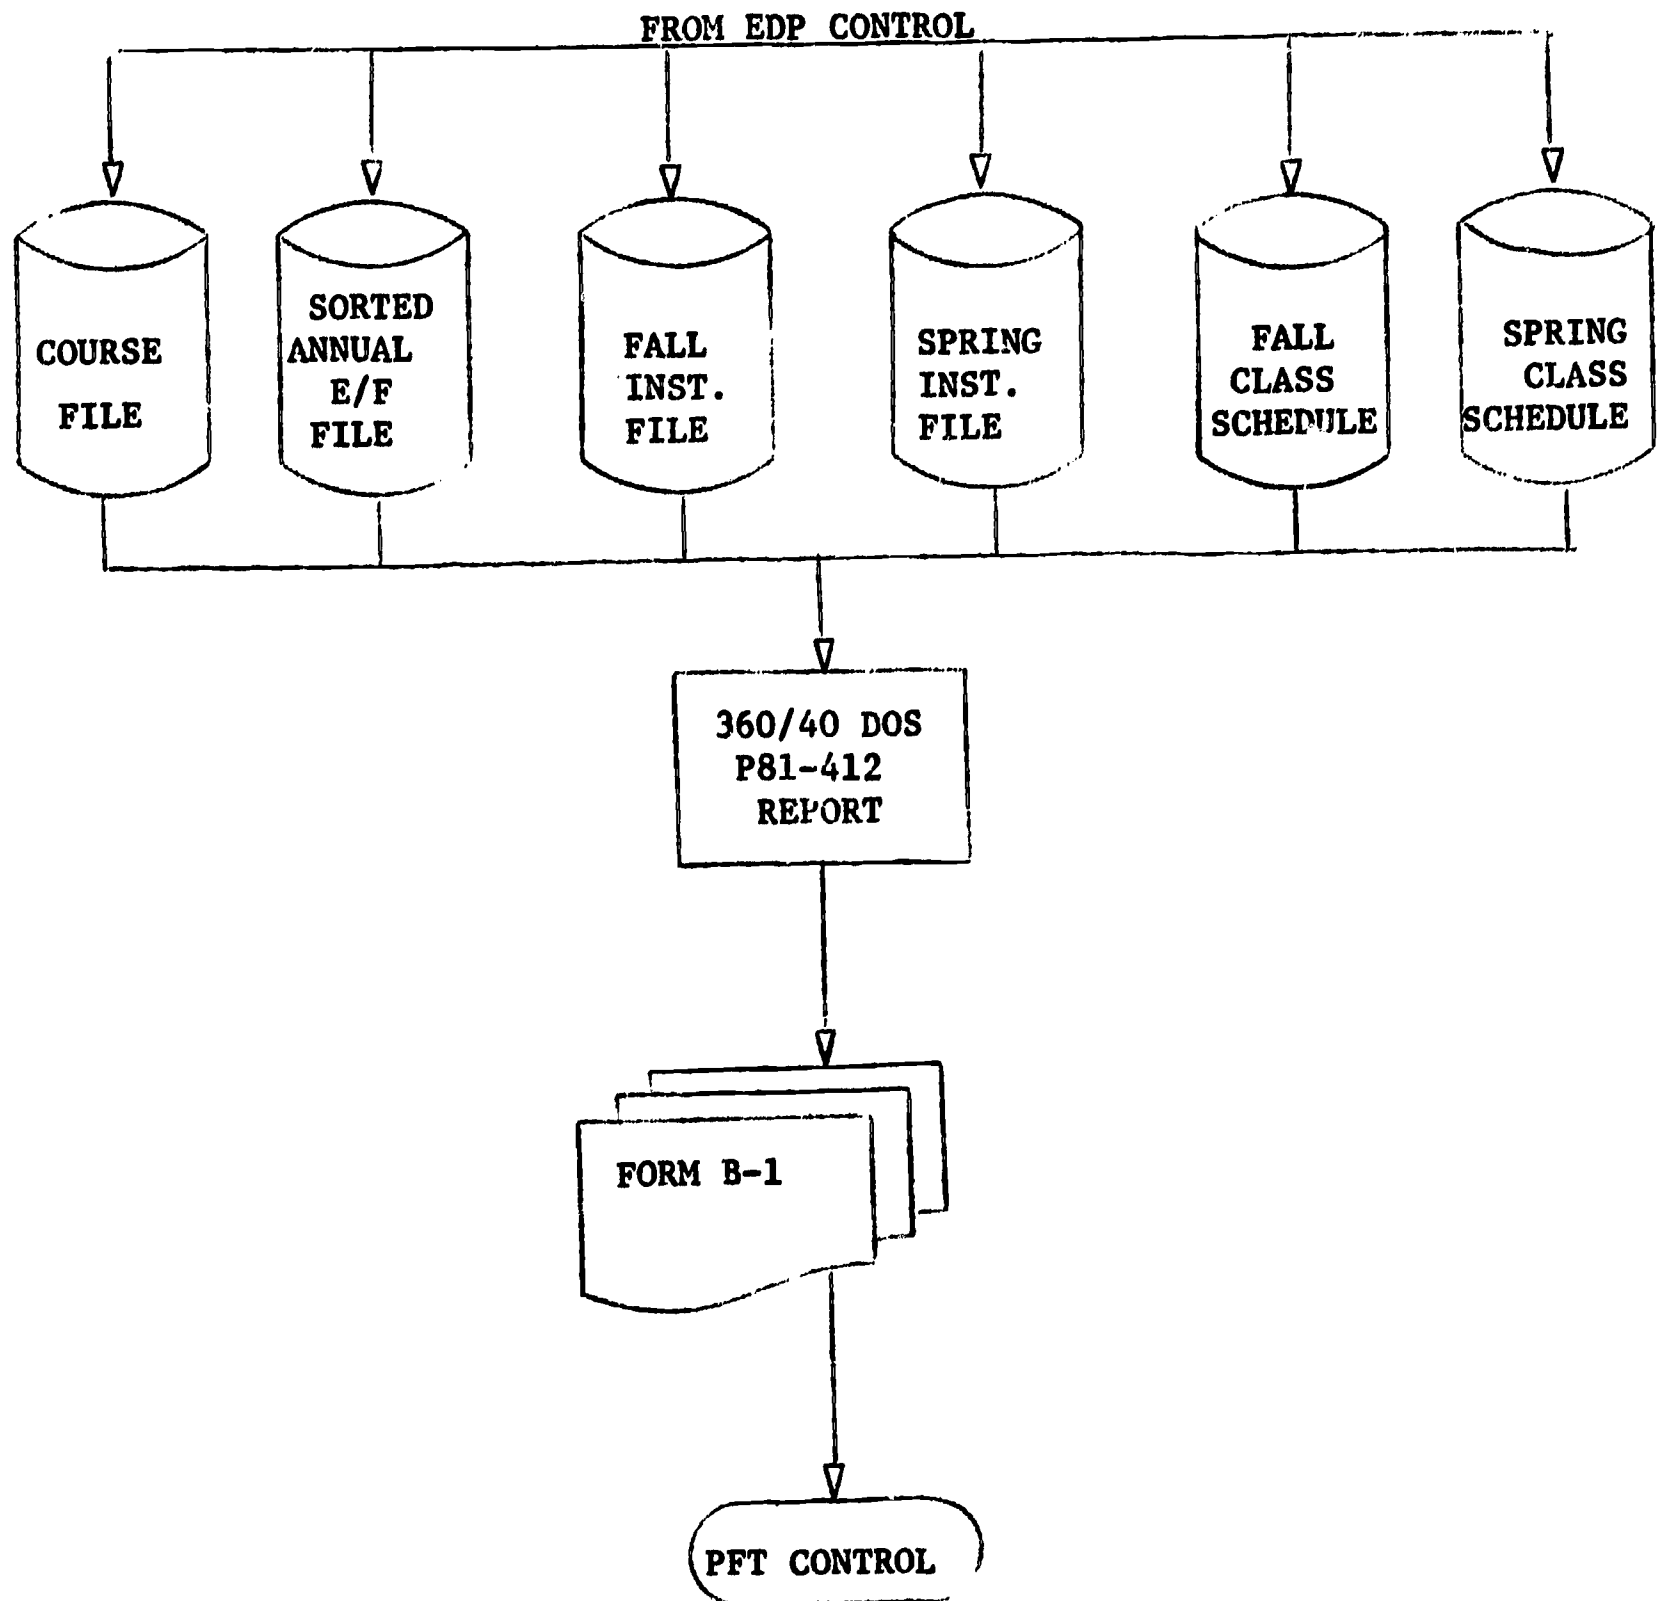 FROM EDP CONTROL
COURSE
FILE
SORTED
ANNUAL
E/F
FILE
FALL
INST.
FILE
SPRING
INST.
FILE
FALL
CLASS
SCHEDULE
SPRING
CLASS
SCHEDULE
360/40 DOS
P81-412
REPORT
FORM B-1
PFT CONTROL